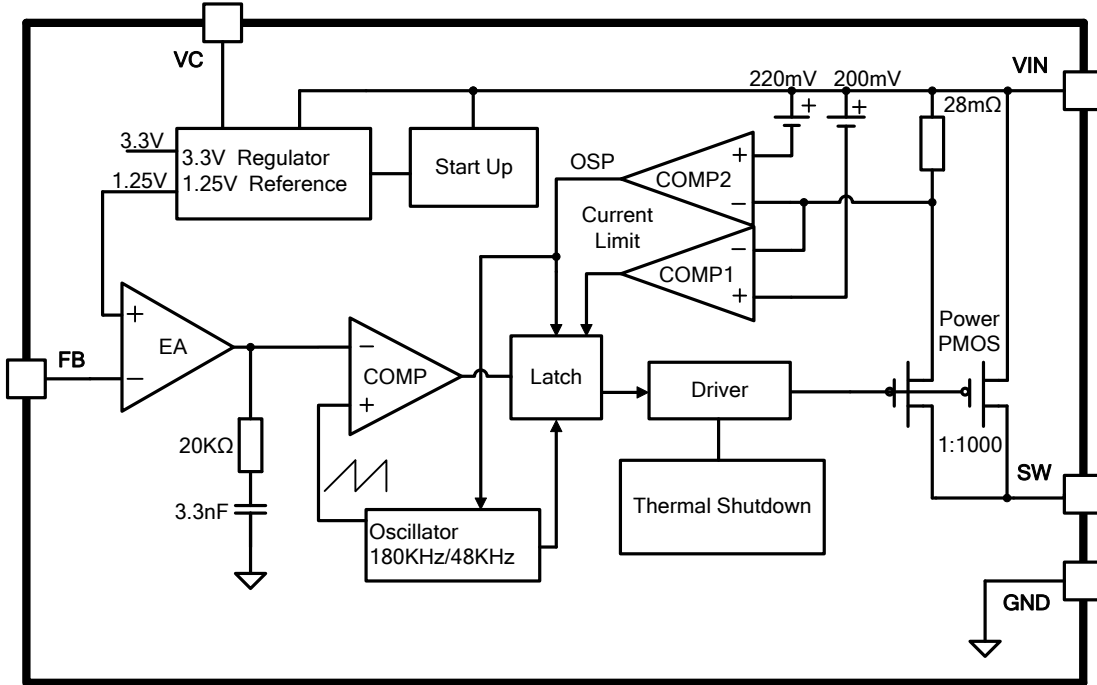 VC
VIN
220mV
200mV
28mΩ
3.3V
3.3V Regulator
1.25V
1.25V Reference
Start Up
OSP
+
+
+
COMP2
−
Current
Limit
−
COMP1
+
Power
PMOS
FB
+
EA
−
−
COMP
+
Latch
Driver
1:1000
20KΩ
3.3nF
Oscillator
180KHz/48KHz
Thermal Shutdown
SW
GND